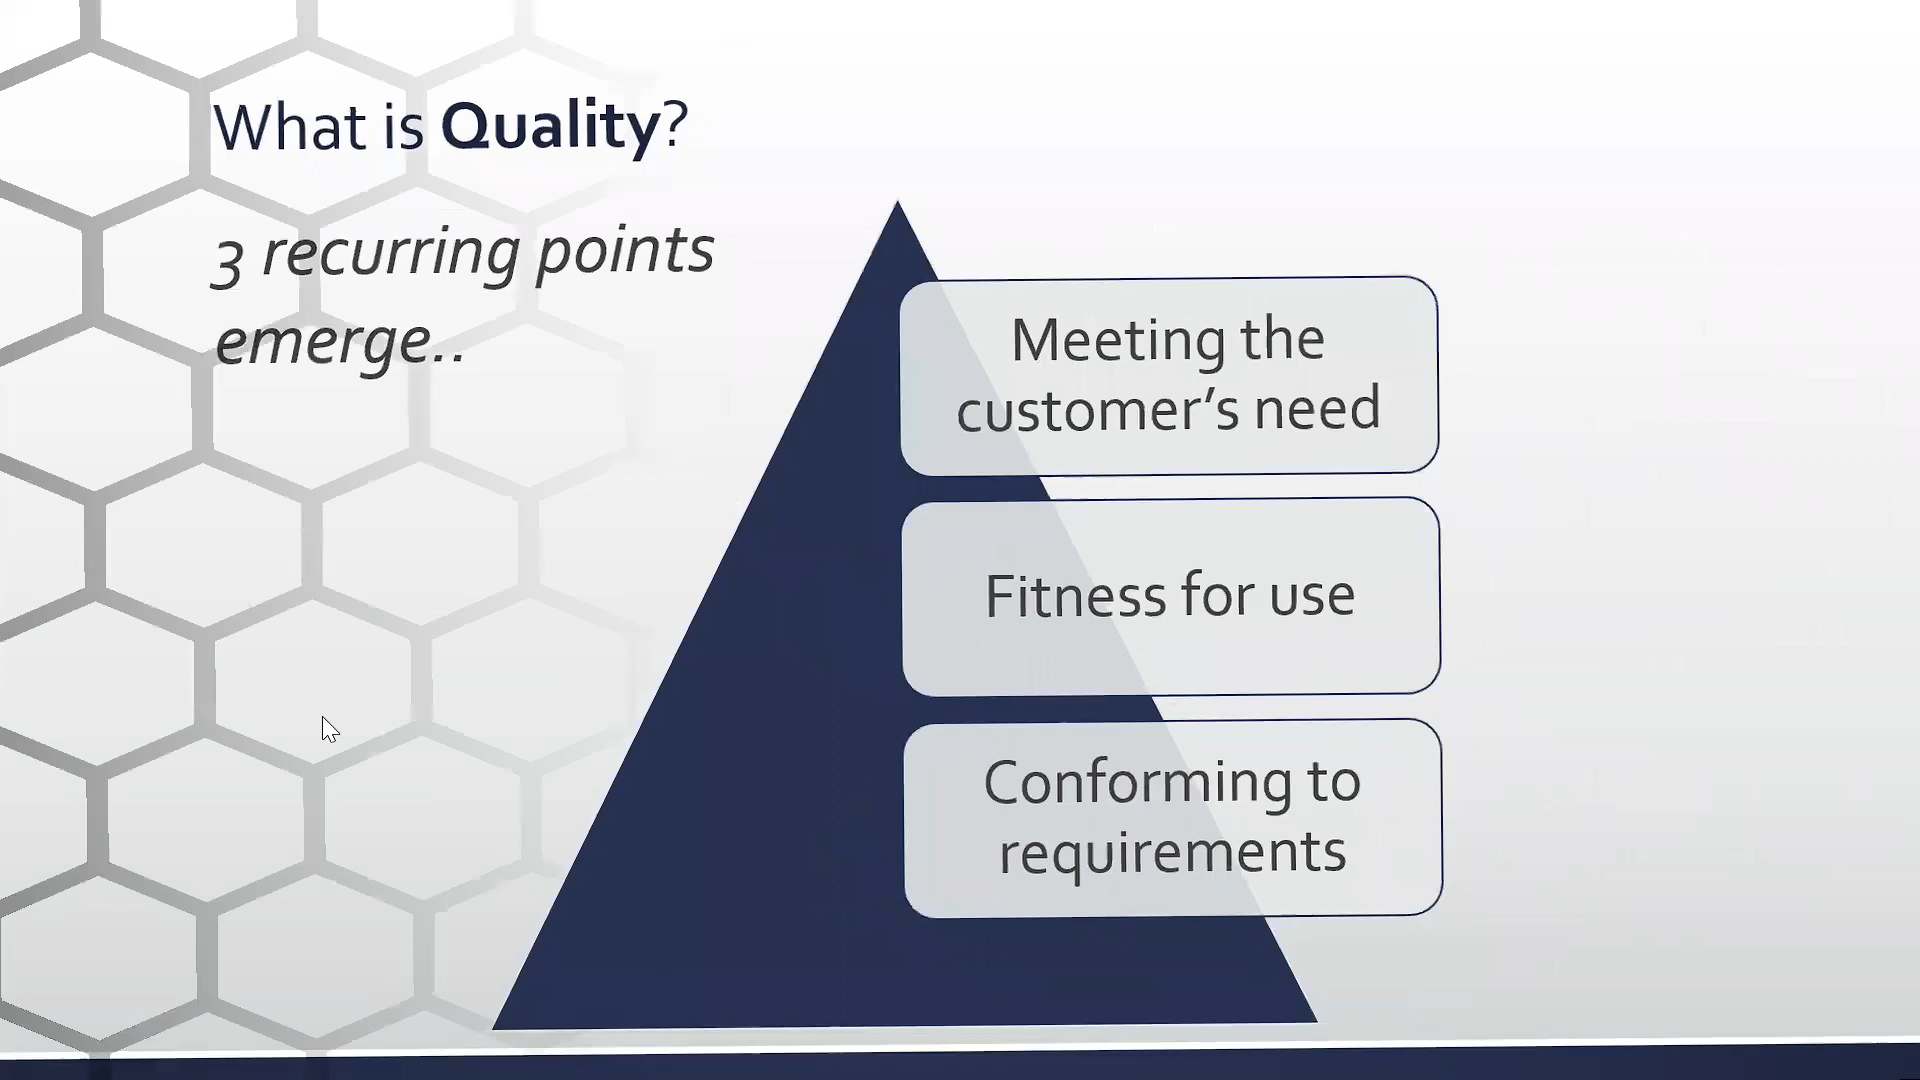 What is Quality?
3 recurring points
emerge..
Meeting the
customer’s need
Fitness for use
Conforming to
requirements